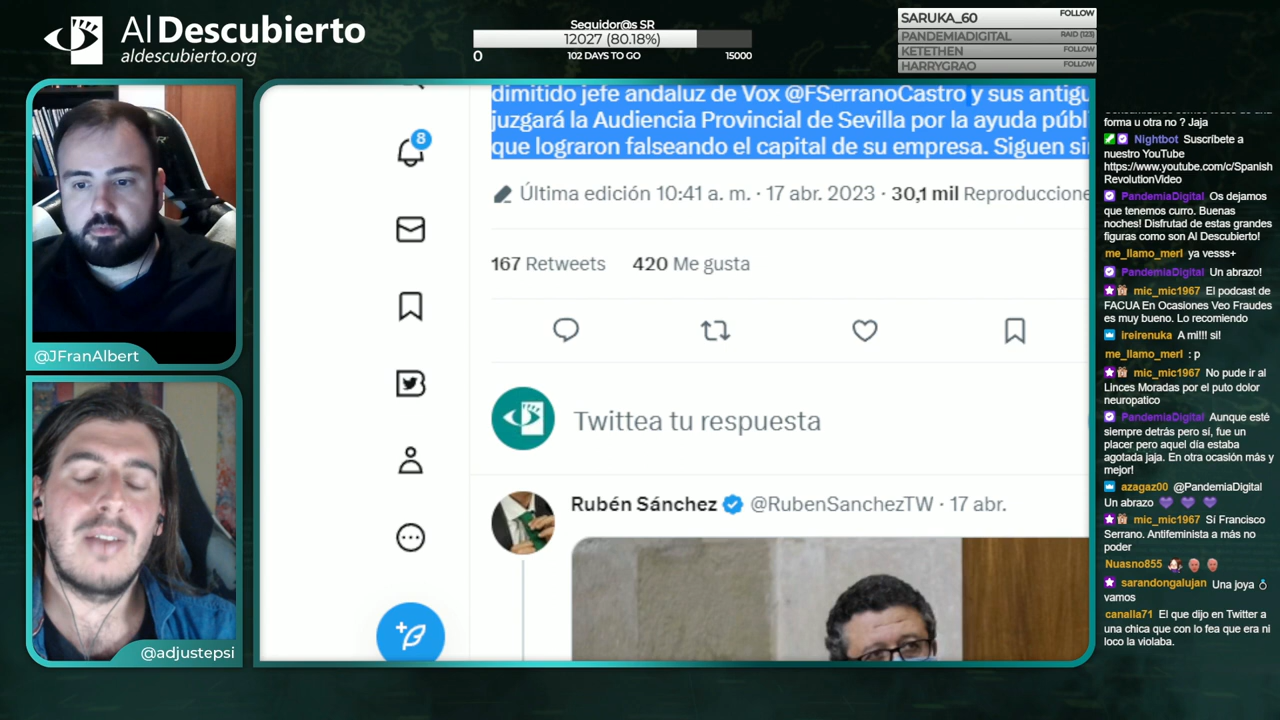 Al Descubierto
aldescubierto.org
Seguidor@s SR
12027 (80.18%)
0
102 DAYS TO GO
15000
SARUKA_60 FOLLOW
PANDEMIADIGITAL RAID (123)
KETETHEN FOLLOW
HARRYGRAO FOLLOW
@JFranAlbert
@adjustepsi
dimitido jefe andaluz de Vox @FSerranoCastro y sus antigu
juzgará la Audiencia Provincial de Sevilla por la ayuda públ
que lograron falseando el capital de su empresa. Siguen si
8
Última edición 10:41 a. m. · 17 abr. 2023 · 30,1 mil Reproduccione
167 Retweets 420 Me gusta
Twittea tu respuesta
Rubén Sánchez @RubenSanchezTW · 17 abr.
forma u otra no ? Jaja
Nightbot Suscríbete a
nuestro YouTube
https://www.youtube.com/c/Spanish
RevolutionVideo
PandemiaDigital Os dejamos
que tenemos curro. Buenas
noches! Disfrutad de estas grandes
figuras como son Al Descubierto!
me_llamo_merl ya vesss+
PandemiaDigital Un abrazo!
mic_mic1967 El podcast de
FACUA En Ocasiones Veo Fraudes
es muy bueno. Lo recomiendo
ireirenuka A mi!!! si!
me_llamo_merl : p
mic_mic1967 No pude ir al
Linces Moradas por el puto dolor
neuropatico
PandemiaDigital Aunque esté
siempre detrás pero sí, fue un
placer pero aquel día estaba
agotada jaja. En otra ocasión más y
mejor!
azagaz00 @PandemiaDigital
Un abrazo 💜 💜 💜
mic_mic1967 Sí Francisco
Serrano. Antifeminista a más no
poder
Nuasno855
sarandongalujan Una joya 💍
vamos
canalla71 El que dijo en Twitter a
una chica que con lo fea que era ni
loco la violaba.